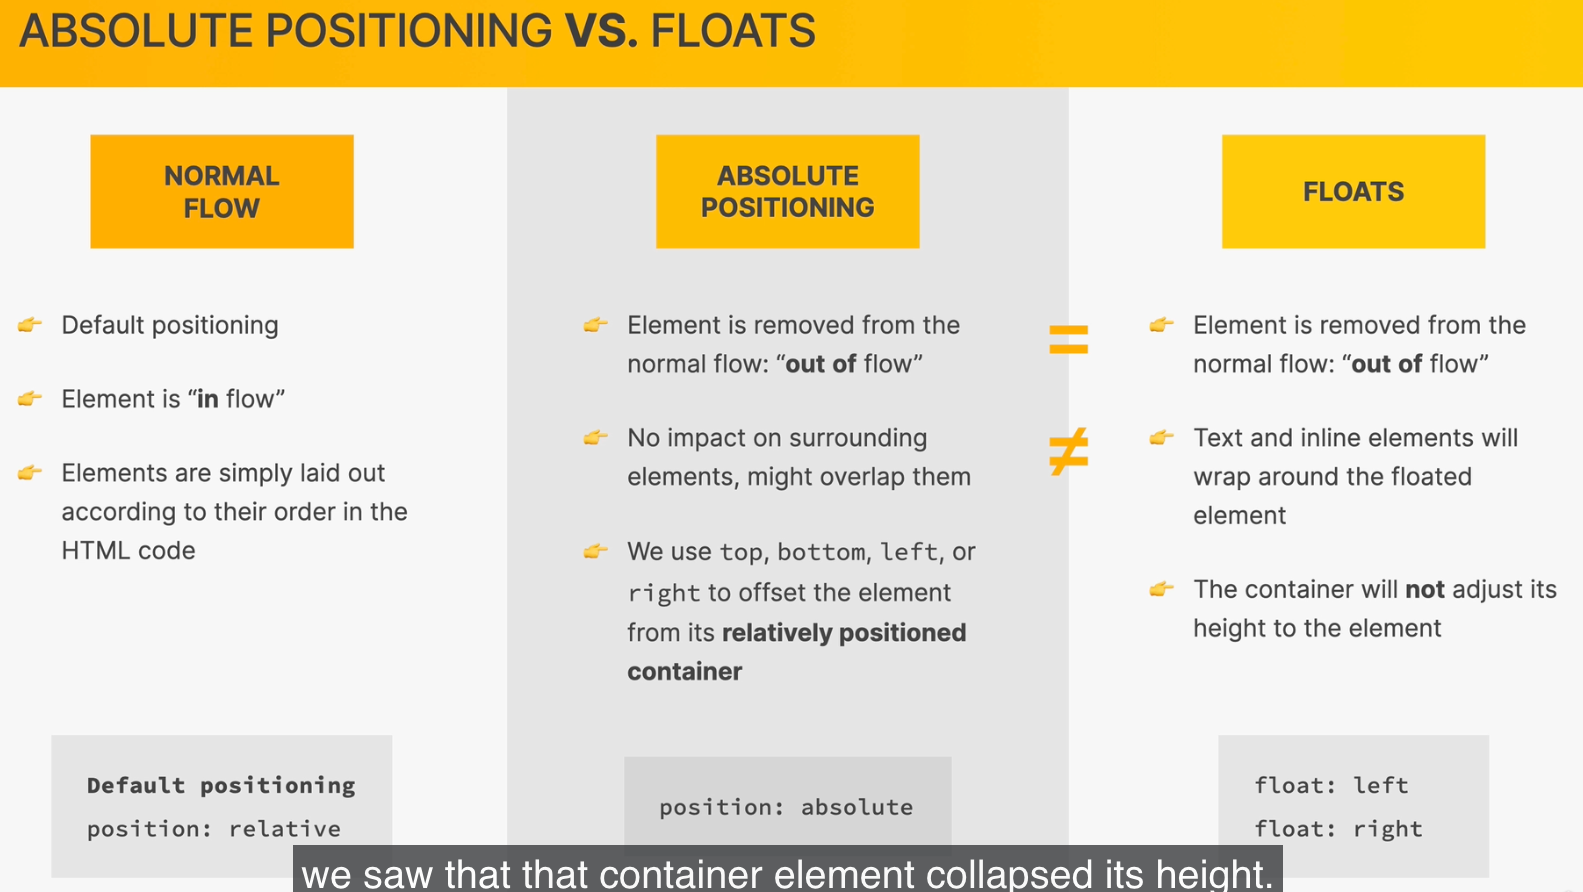 ABSOLUTE POSITIONING VS. FLOATS
NORMAL
FLOW
Default positioning
Element is “in flow”
Elements are simply laid out
according to their order in the
HTML code
Default positioning
position: relative
ABSOLUTE
POSITIONING
Element is removed from the
normal flow: “out of flow”
No impact on surrounding
elements, might overlap them
We use top, bottom, left, or
right to offset the element
from its relatively positioned
container
position: absolute
=
≠
FLOATS
Element is removed from the
normal flow: “out of flow”
Text and inline elements will
wrap around the floated
element
The container will not adjust its
height to the element
float: left
float: right
we saw that that container element collapsed its height.